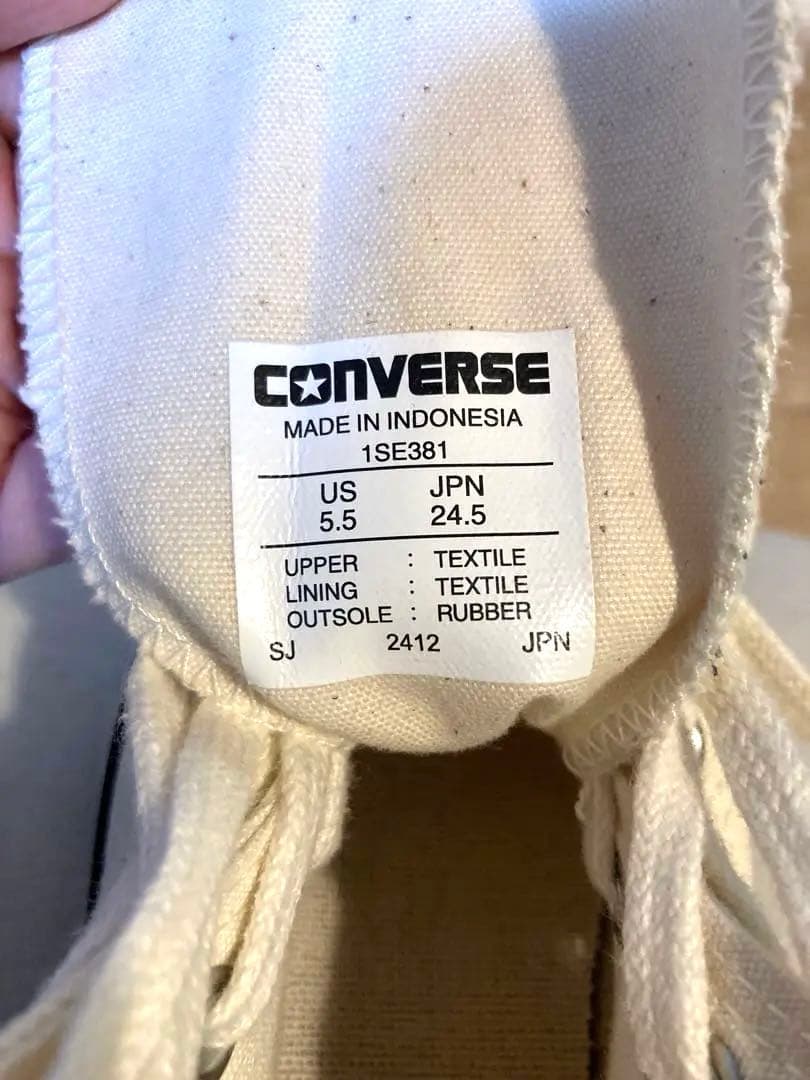 CONVERSE
MADE IN INDONESIA
1SE381
US JPN
5.5 24.5
UPPER : TEXTILE
LINING : TEXTILE
OUTSOLE : RUBBER
SJ 2412 JPN